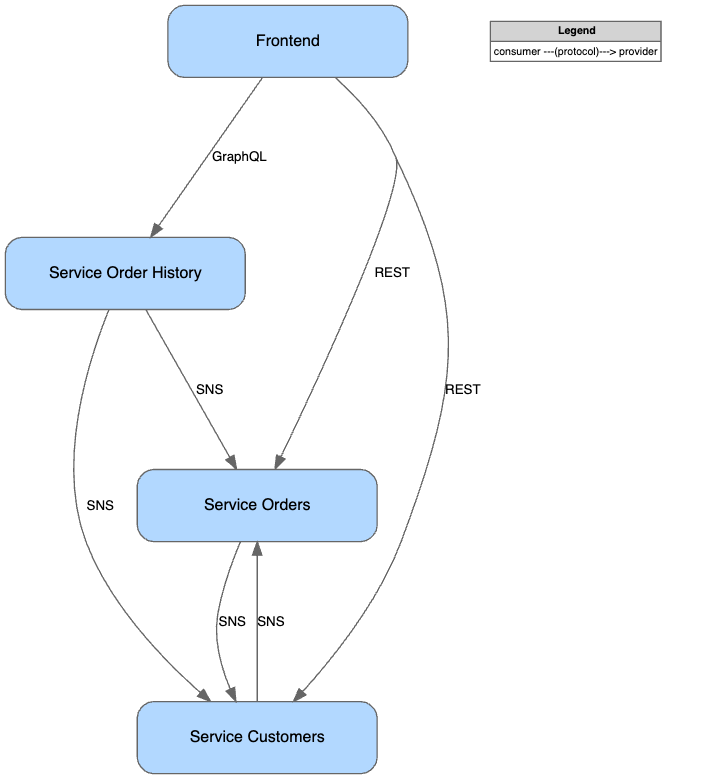 Frontend
Legend
consumer ---(protocol)---> provider
GraphQL
Service Order History
REST
SNS
REST
SNS
Service Orders
SNS
SNS
Service Customers